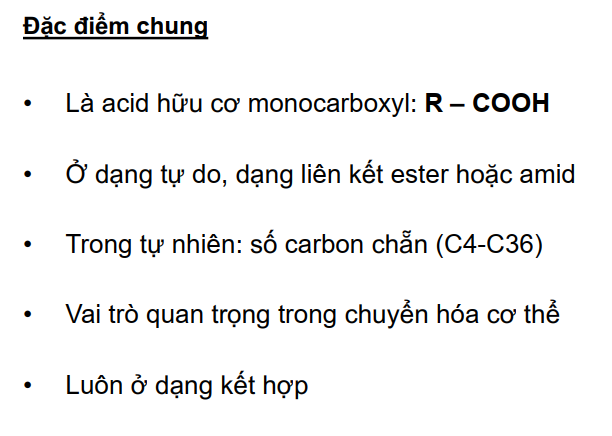 Đặc điểm chung
• Là acid hữu cơ monocarboxyl: R – COOH
• Ở dạng tự do, dạng liên kết ester hoặc amid
• Trong tự nhiên: số carbon chẵn (C4-C36)
• Vai trò quan trọng trong chuyển hóa cơ thể
• Luôn ở dạng kết hợp